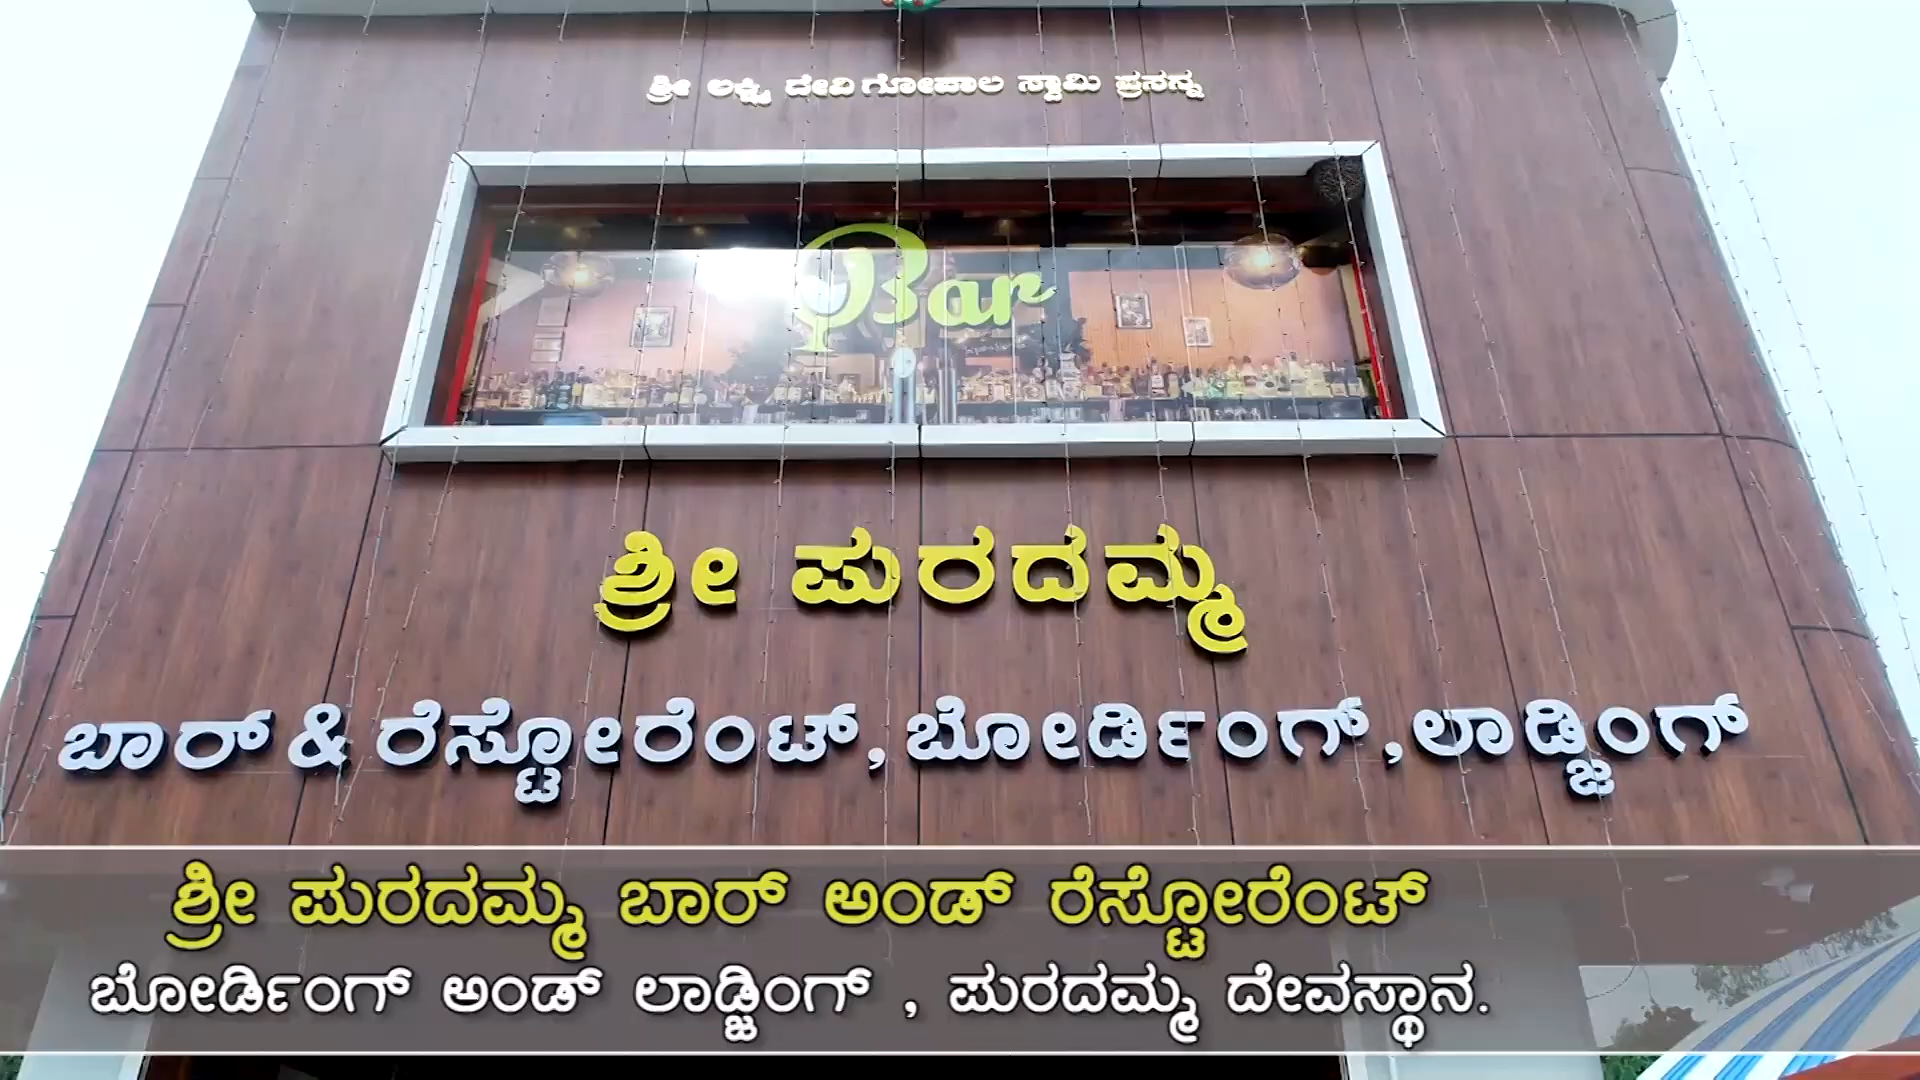 ಶ್ರೀ ಲಕ್ಷ್ಮಿ ದೇವಿ ಗೋಪಾಲ ಸ್ವಾಮಿ ಪ್ರಸನ್ನ
Bar
ಶ್ರೀ ಪುರದಮ್ಮ
ಬಾರ್ & ರೆಸ್ಟೋರೆಂಟ್, ಬೋರ್ಡಿಂಗ್, ಲಾಡ್ಜಿಂಗ್
ಶ್ರೀ ಪುರದಮ್ಮ ಬಾರ್ ಅಂಡ್ ರೆಸ್ಟೋರೆಂಟ್
ಬೋರ್ಡಿಂಗ್ ಅಂಡ್ ಲಾಡ್ಜಿಂಗ್ , ಪುರದಮ್ಮ ದೇವಸ್ಥಾನ.